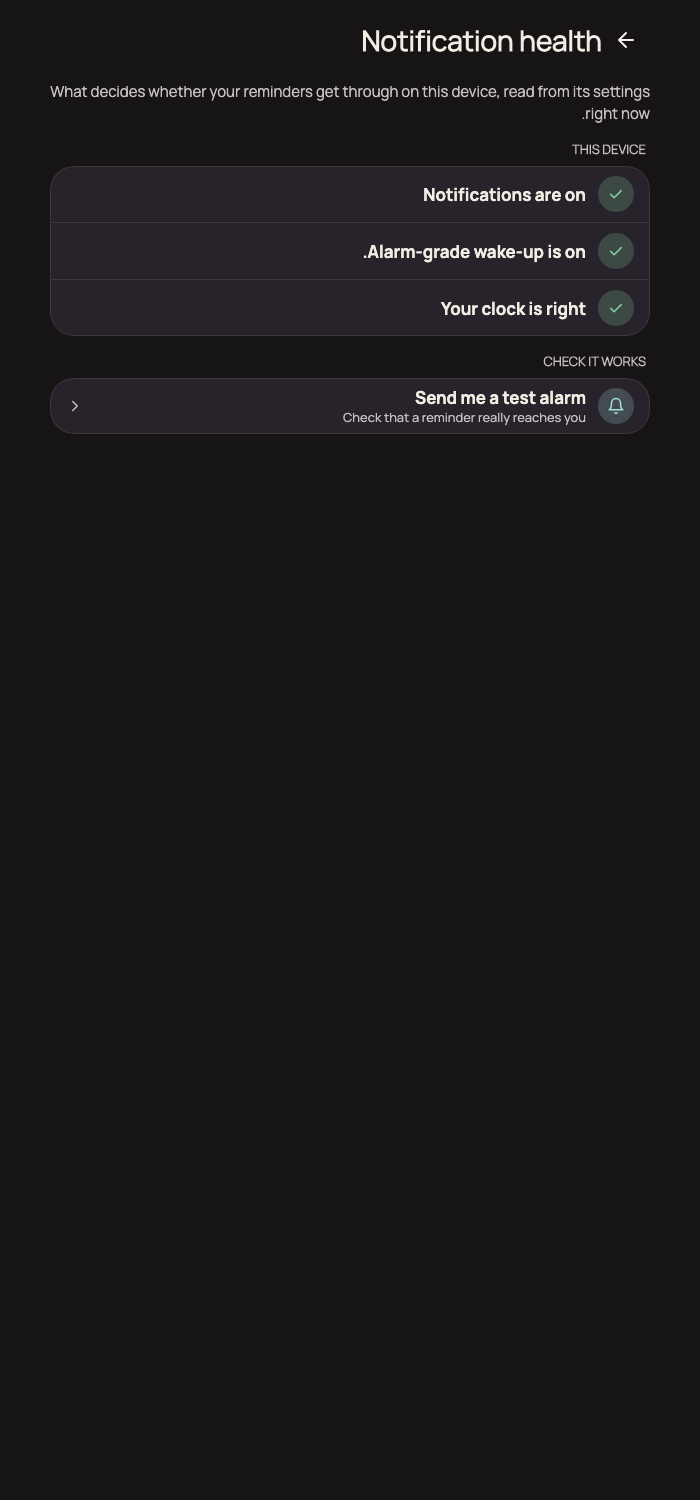 Notification health
What decides whether your reminders get through on this device, read from its settings
.right now
THIS DEVICE
Notifications are on
.Alarm-grade wake-up is on
Your clock is right
CHECK IT WORKS
Send me a test alarm
Check that a reminder really reaches you